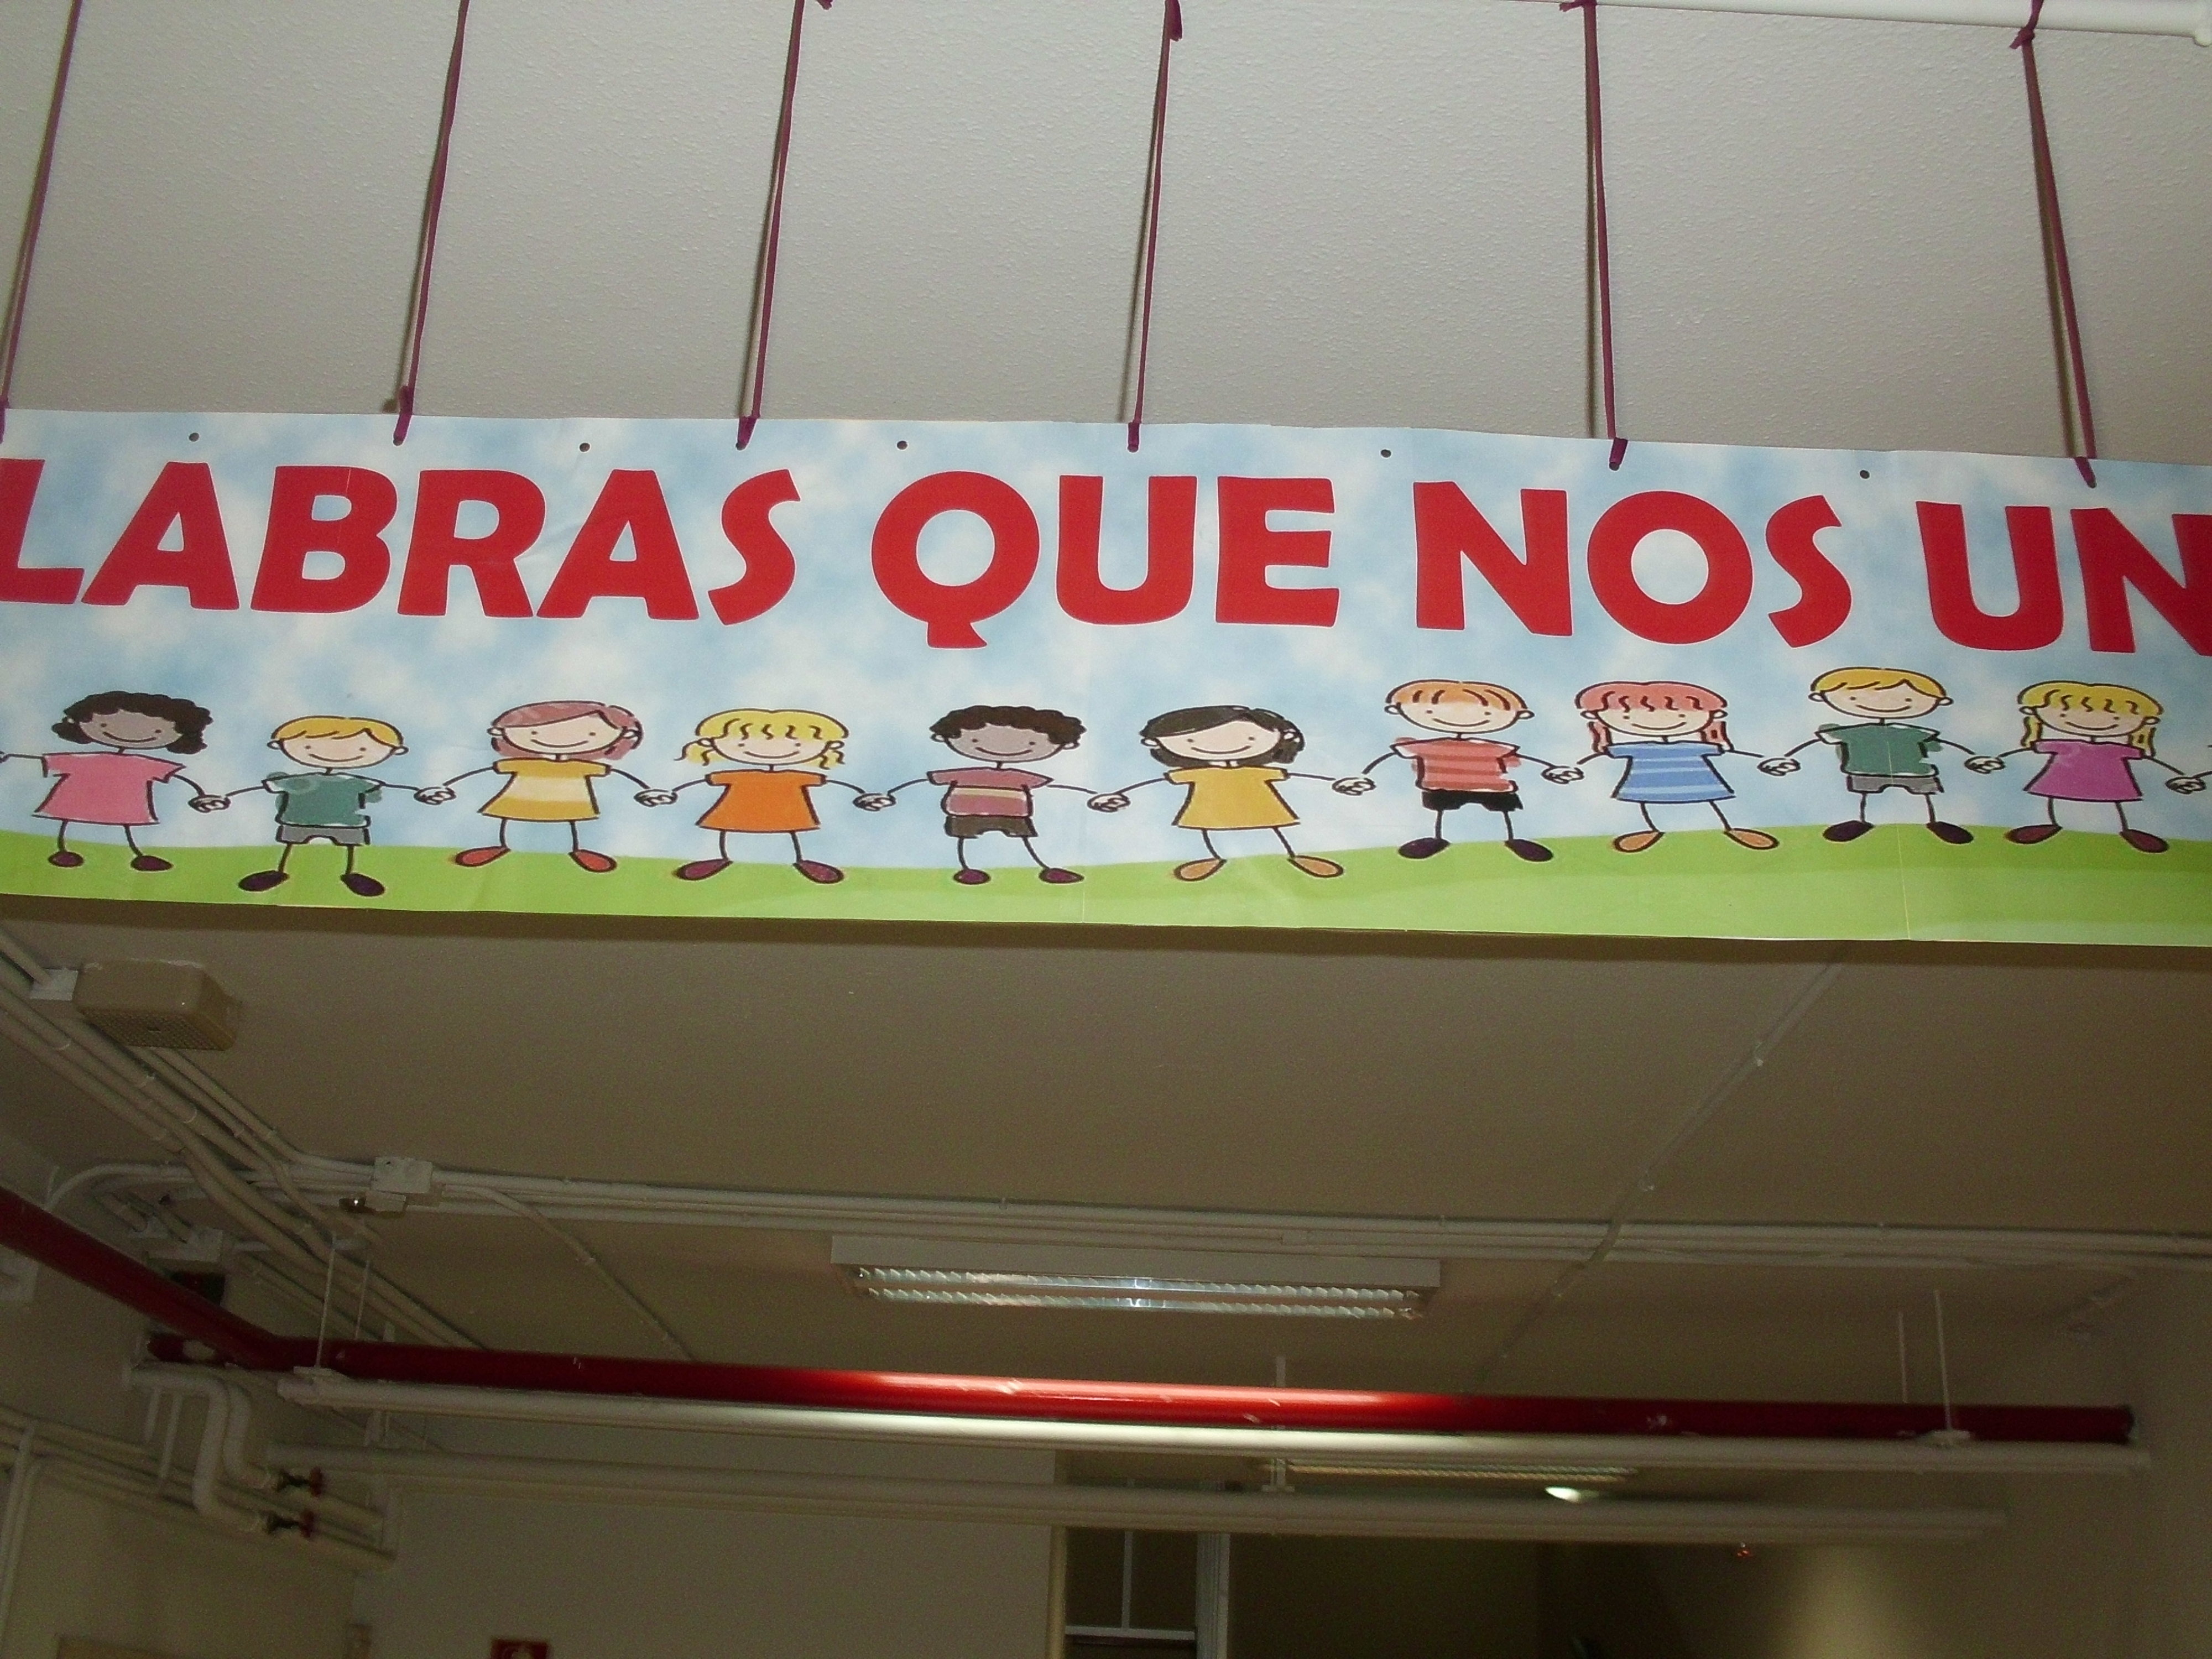 LABRAS QUE NOS UN